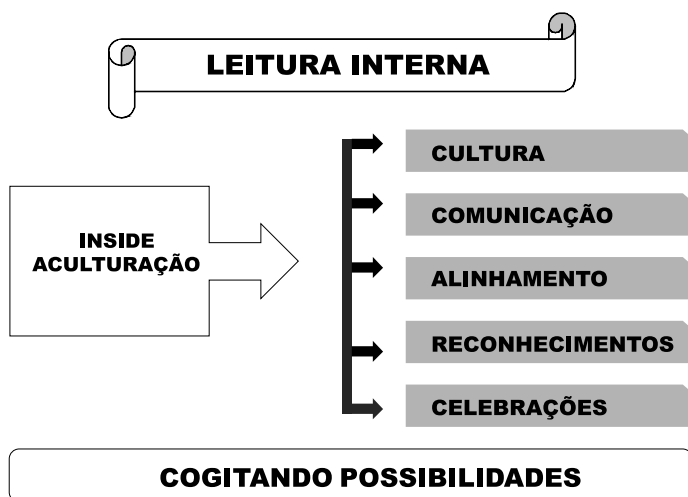 LEITURA INTERNA
INSIDE
ACULTURAÇÃO
CULTURA
COMUNICAÇÃO
ALINHAMENTO
RECONHECIMENTOS
CELEBRAÇÕES
COGITANDO POSSIBILIDADES